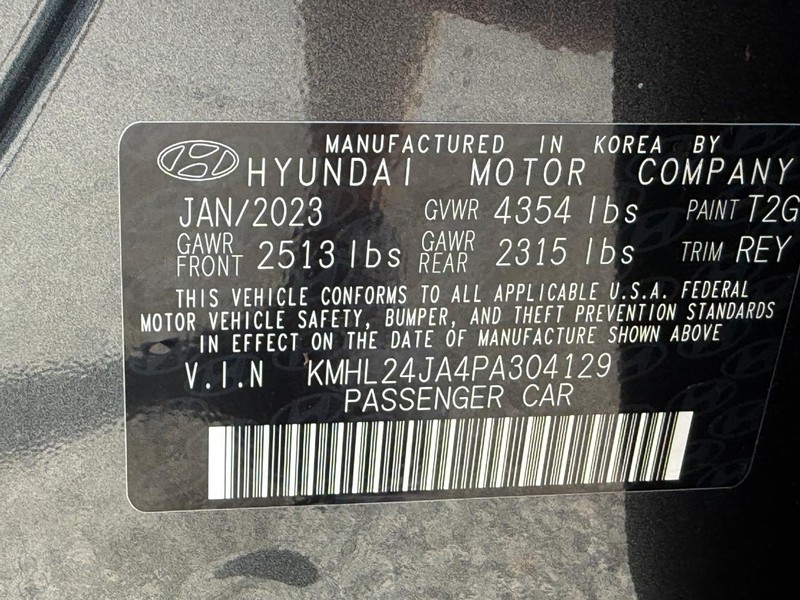 MANUFACTURED IN KOREA BY
HYUNDAI MOTOR COMPANY
JAN/2023 GVWR 4354 lbs PAINT T2G
GAWR FRONT 2513 lbs GAWR REAR 2315 lbs TRIM REY
THIS VEHICLE CONFORMS TO ALL APPLICABLE U.S.A. FEDERAL
MOTOR VEHICLE SAFETY, BUMPER, AND THEFT PREVENTION STANDARDS
IN EFFECT ON THE DATE OF MANUFACTURE SHOWN ABOVE
V.I.N KMHL24JA4PA304129
PASSENGER CAR